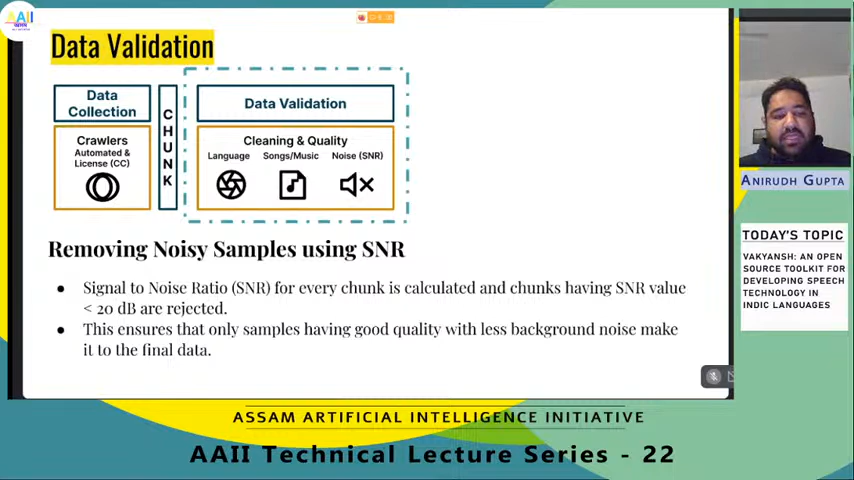 AAII
Data Validation
Data
Collection
Crawlers
Automated &
License (CC)
CHUNK
Data Validation
Cleaning & Quality
Language Songs/Music Noise (SNR)
Removing Noisy Samples using SNR
● Signal to Noise Ratio (SNR) for every chunk is calculated and chunks having SNR value
< 20 dB are rejected.
● This ensures that only samples having good quality with less background noise make
it to the final data.
ANIRUDH GUPTA
TODAY'S TOPIC
VAKYANSH: AN OPEN
SOURCE TOOLKIT FOR
DEVELOPING SPEECH
TECHNOLOGY IN
INDIC LANGUAGES
ASSAM ARTIFICIAL INTELLIGENCE INITIATIVE
AAII Technical Lecture Series - 22